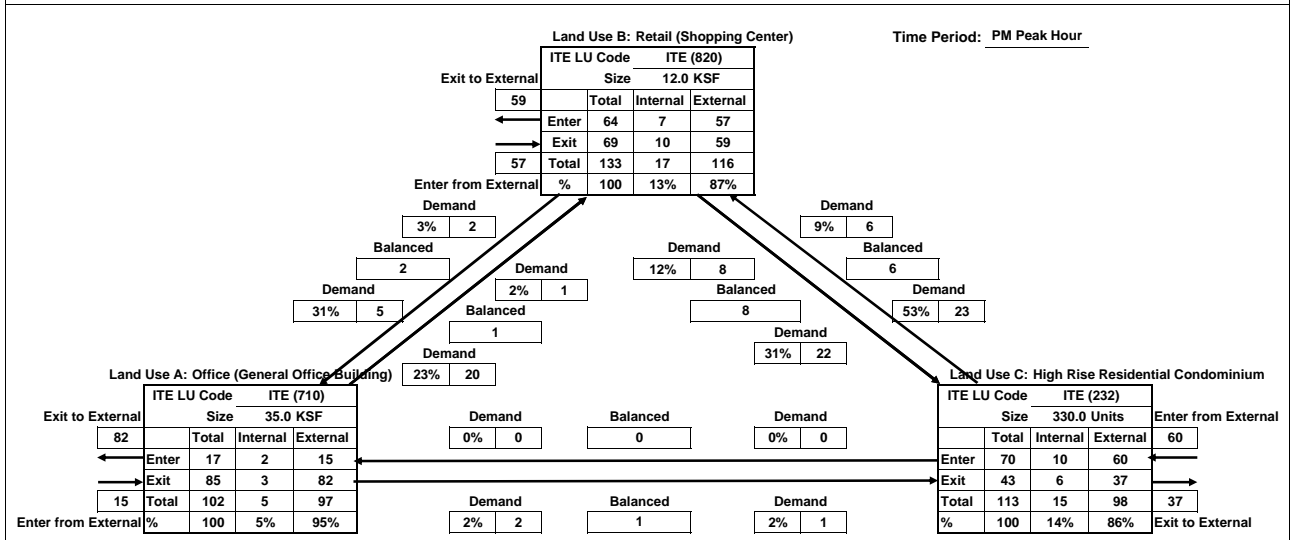 Land Use B: Retail (Shopping Center)
Time Period: PM Peak Hour
ITE LU Code ITE (820)
Exit to External Size 12.0 KSF
59 Total Internal External
Enter 64 7 57
Exit 69 10 59
57 Total 133 17 116
Enter from External % 100 13% 87%
Demand
3% 2
Balanced
2
Demand
31% 5
Demand
2% 1
Balanced
1
Demand
23% 20
Demand
12% 8
Balanced
8
Demand
31% 22
Demand
9% 6
Balanced
6
Demand
53% 23
Land Use A: Office (General Office Building)
ITE LU Code ITE (710)
Exit to External Size 35.0 KSF
82 Total Internal External
Enter 17 2 15
Exit 85 3 82
15 Total 102 5 97
Enter from External % 100 5% 95%
Demand Balanced Demand
0% 0 0 0% 0
Demand Balanced Demand
2% 2 1 2% 1
Land Use C: High Rise Residential Condominium
ITE LU Code ITE (232)
Size 330.0 Units Enter from External
Total Internal External 60
Enter 70 10 60
Exit 43 6 37
Total 113 15 98 37
% 100 14% 86% Exit to External